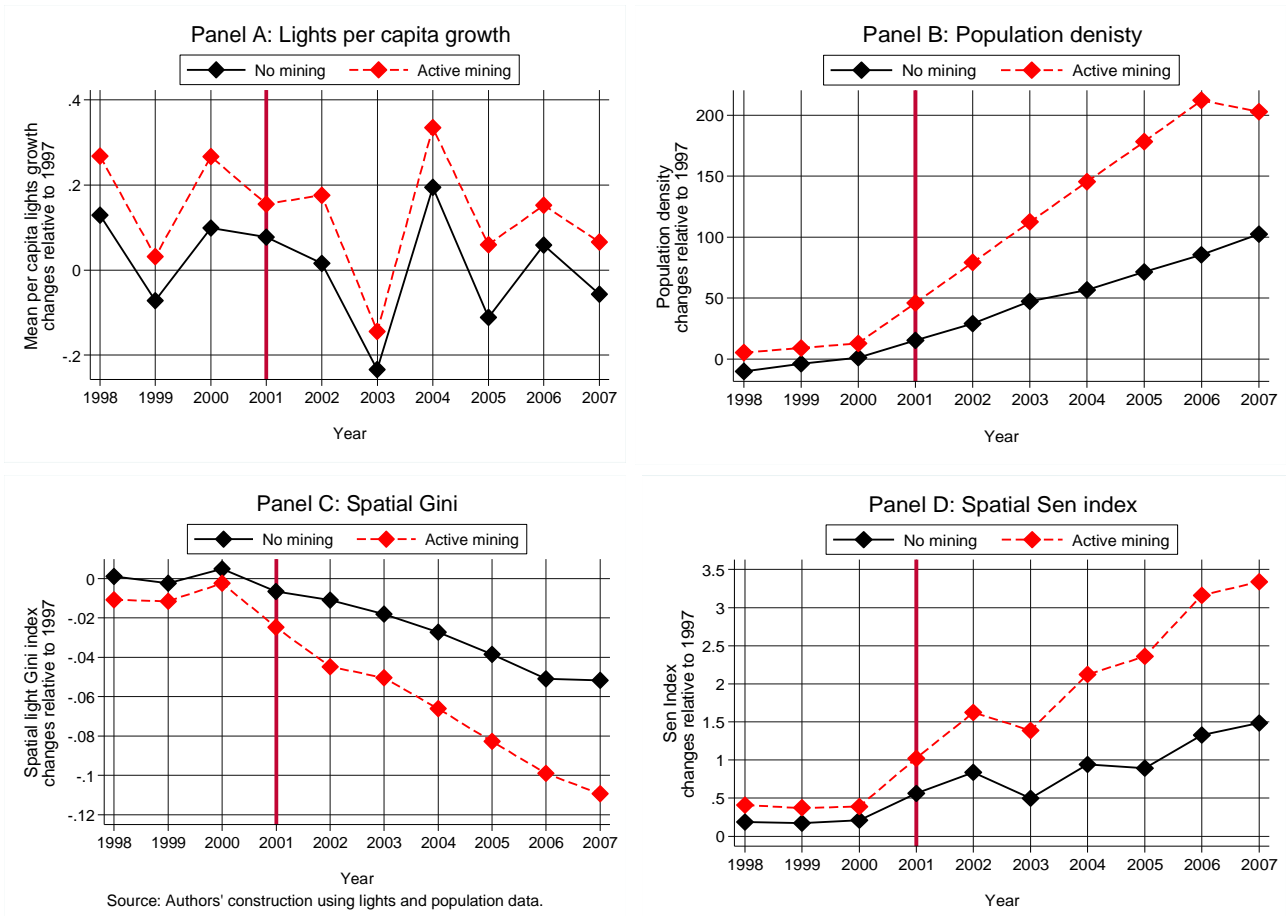 Panel A: Lights per capita growth
No mining
Active mining
Mean per capita lights growth
changes relative to 1997
.4
.2
0
-.2
1998 1999 2000 2001 2002 2003 2004 2005 2006 2007
Year
Panel B: Population denisty
No mining
Active mining
Population density
changes relative to 1997
200
150
100
50
0
1998 1999 2000 2001 2002 2003 2004 2005 2006 2007
Year
Panel C: Spatial Gini
No mining
Active mining
Spatial light Gini index
changes relative to 1997
0
-.02
-.04
-.06
-.08
-.1
-.12
1998 1999 2000 2001 2002 2003 2004 2005 2006 2007
Year
Source: Authors' construction using lights and population data.
Panel D: Spatial Sen index
No mining
Active mining
Sen Index
changes relative to 1997
3.5
3
2.5
2
1.5
1
.5
0
1998 1999 2000 2001 2002 2003 2004 2005 2006 2007
Year